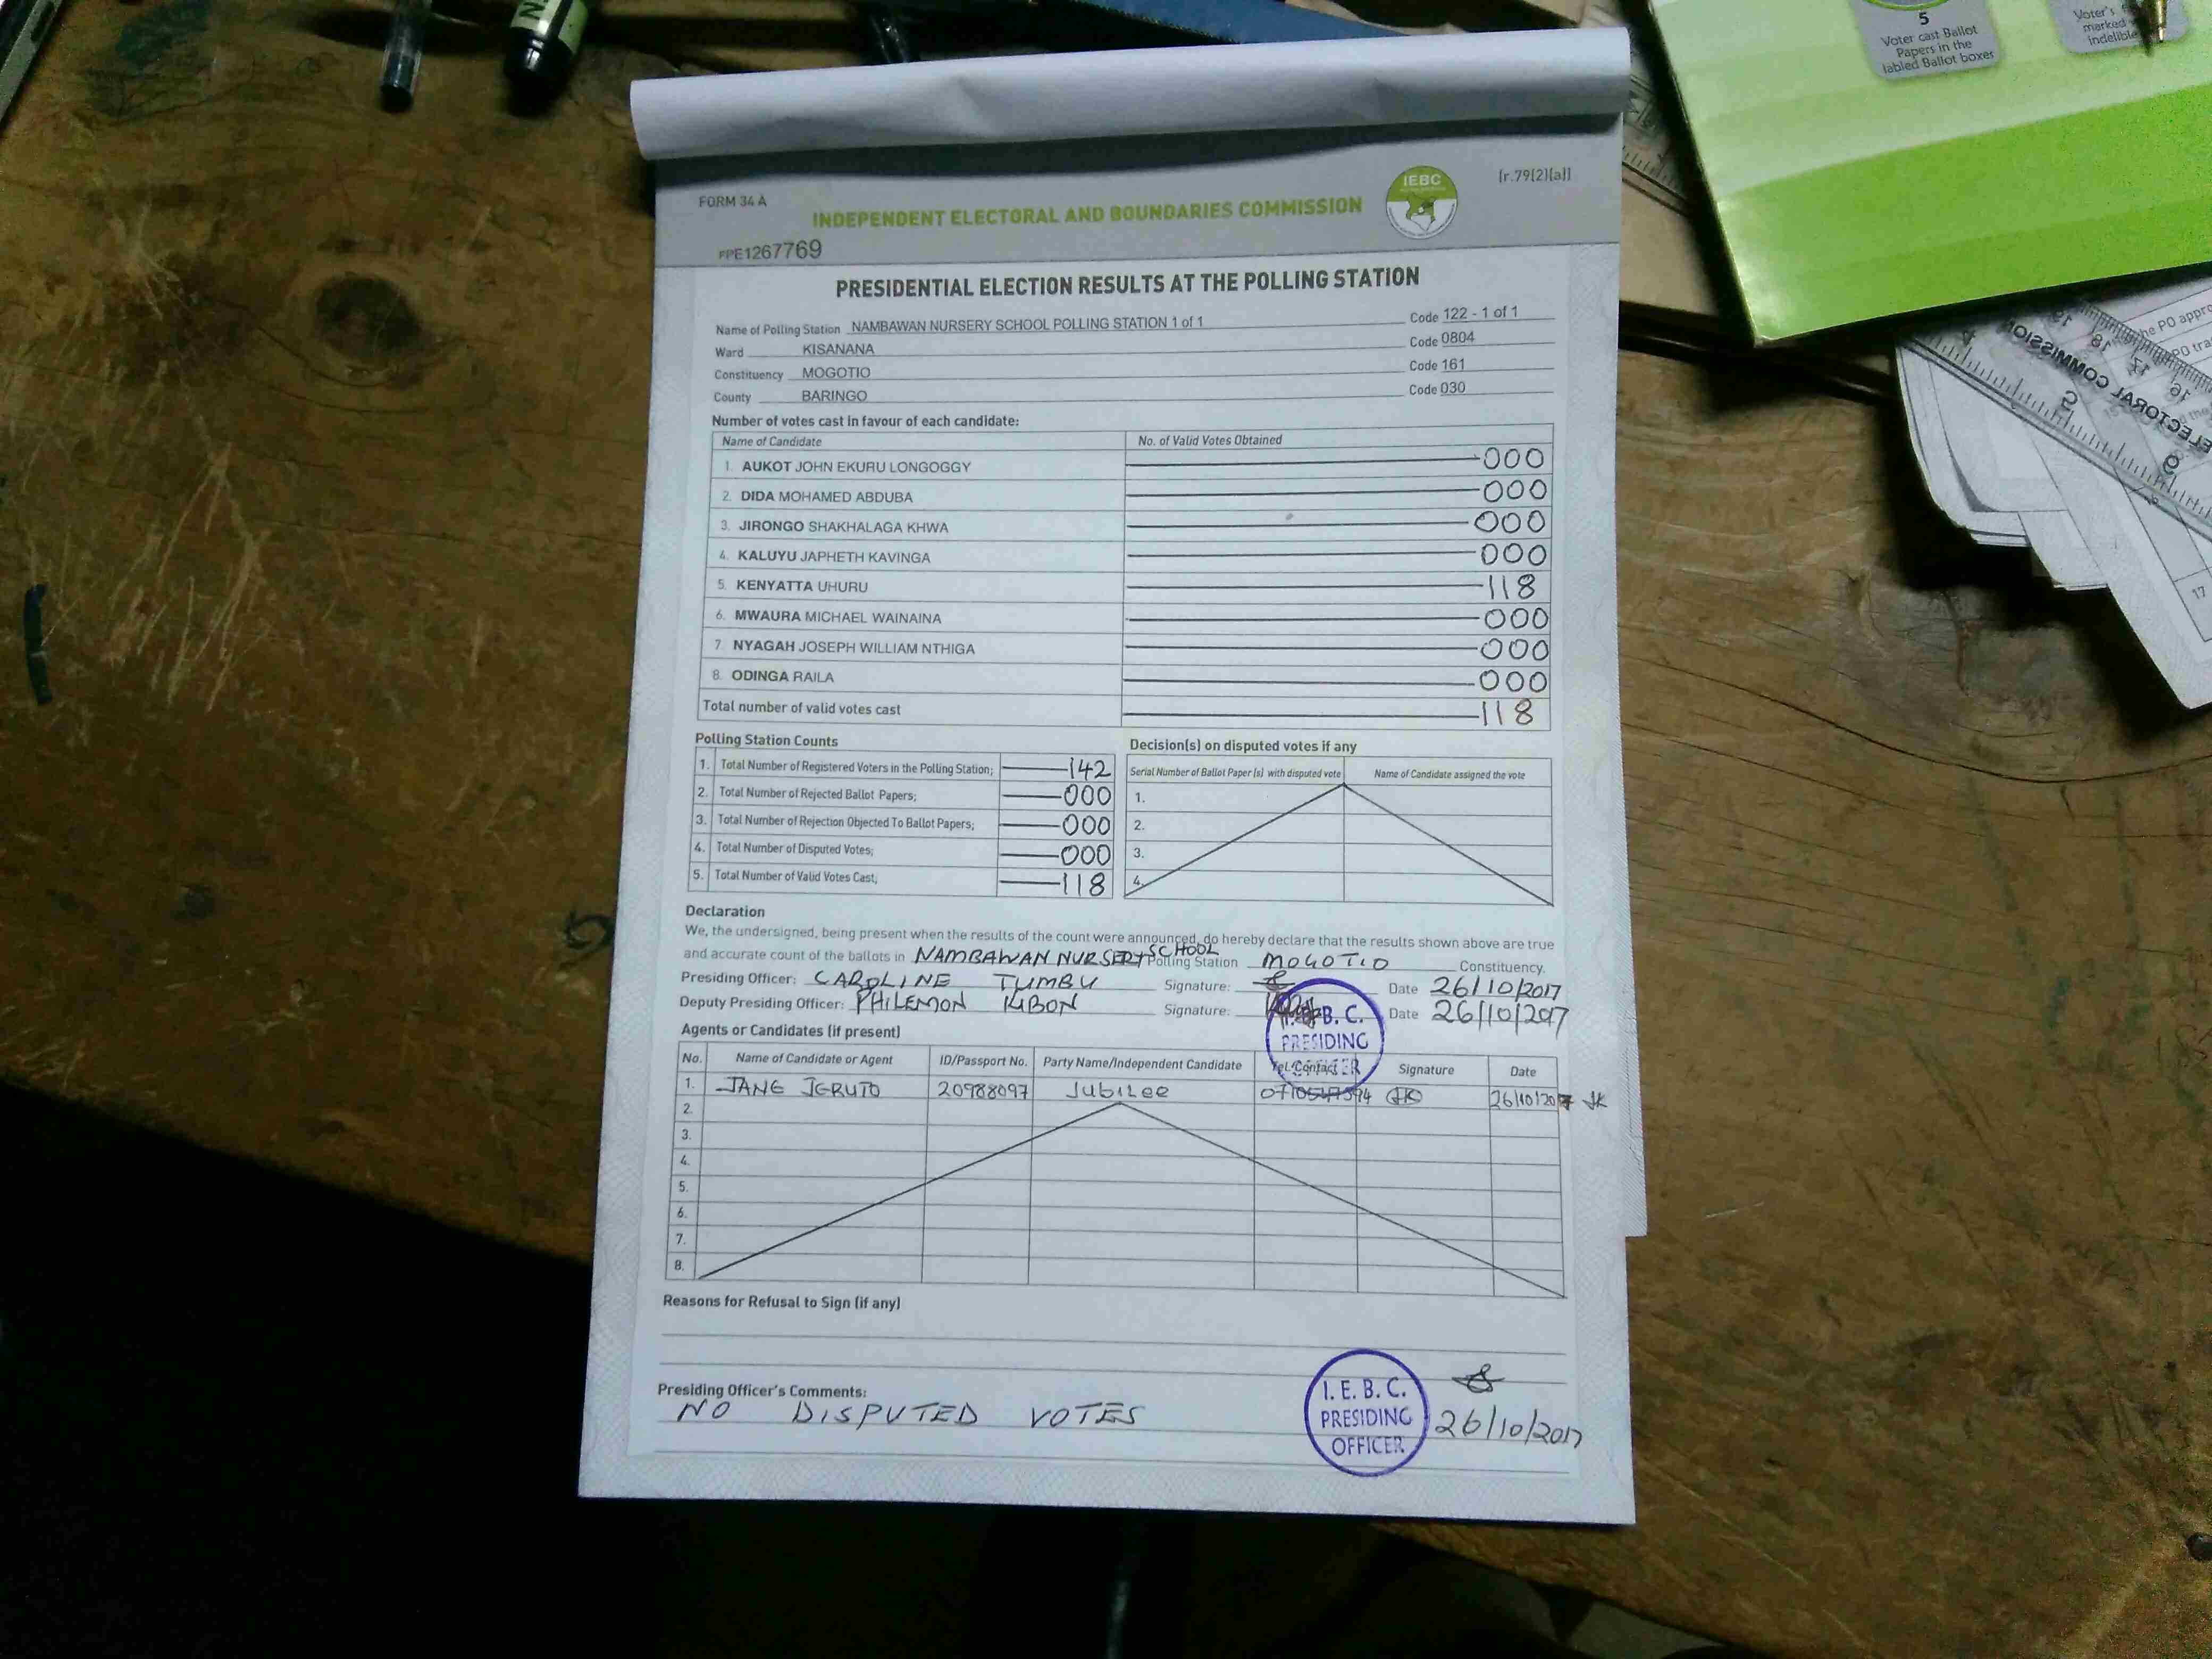 5
Voter cast Ballot
Papers in the
labled Ballot boxes
Voter's
marked
indelible
FORM 34 A
INDEPENDENT ELECTORAL AND BOUNDARIES COMMISSION
IEBC
[r.79(2)(a)]
PPE1267769
PRESIDENTIAL ELECTION RESULTS AT THE POLLING STATION
Name of Polling Station NAMBAWAN NURSERY SCHOOL POLLING STATION 1 of 1 Code 122 - 1 of 1
Ward KISANANA Code 0804
Constituency MOGOTIO Code 161
County BARINGO Code 030
Number of votes cast in favour of each candidate:
Name of Candidate No. of Valid Votes Obtained
1. AUKOT JOHN EKURU LONGOGGY 000
2. DIDA MOHAMED ABDUBA 000
3. JIRONGO SHAKHALAGA KHWA 000
4. KALUYU JAPHETH KAVINGA 000
5. KENYATTA UHURU 118
6. MWAURA MICHAEL WAINAINA 000
7. NYAGAH JOSEPH WILLIAM NTHIGA 000
8. ODINGA RAILA 000
Total number of valid votes cast 118
Polling Station Counts
1. Total Number of Registered Voters in the Polling Station; 142
2. Total Number of Rejected Ballot Papers; 000
3. Total Number of Rejection Objected To Ballot Papers; 000
4. Total Number of Disputed Votes; 000
5. Total Number of Valid Votes Cast; 118
Decision(s) on disputed votes if any
Serial Number of Ballot Paper (s) with disputed vote Name of Candidate assigned the vote
1.
2.
3.
4.
Declaration
We, the undersigned, being present when the results of the count were announced, do hereby declare that the results shown above are true
and accurate count of the ballots in NAMBAWAN NURSERY SCHOOL Polling Station MOGOTIO Constituency.
Presiding Officer: CAROLINE TUMBU Signature: Date 26/10/2017
Deputy Presiding Officer: PHILEMON KIBON Signature: Date 26/10/2017
I.E.B.C.
PRESIDING
OFFICER
Agents or Candidates (if present)
No. Name of Candidate or Agent ID/Passport No. Party Name/Independent Candidate Tel.Contact Signature Date
1. JANE JERUTO 20988097 Jubilee 0710547594 JK 26/10/2017 JK
2.
3.
4.
5.
6.
7.
8.
Reasons for Refusal to Sign (if any)
Presiding Officer's Comments:
NO DISPUTED VOTES
I. E. B. C.
PRESIDING
OFFICER
26/10/2017